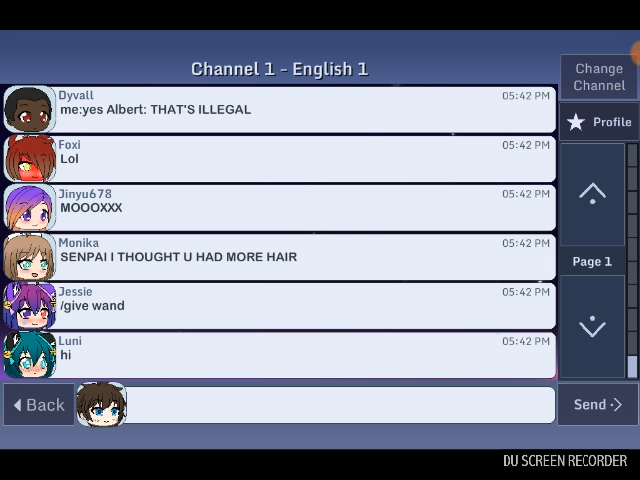 Channel 1 - English 1
Change
Channel
Dyvall
05:42 PM
me:yes Albert: THAT'S ILLEGAL
Profile
Foxi
05:42 PM
Lol
Jinyu678
05:42 PM
MOOOXXX
Monika
05:42 PM
SENPAI I THOUGHT U HAD MORE HAIR
Page 1
Jessie
05:42 PM
/give wand
Luni
05:42 PM
hi
Back
Send
DU SCREEN RECORDER